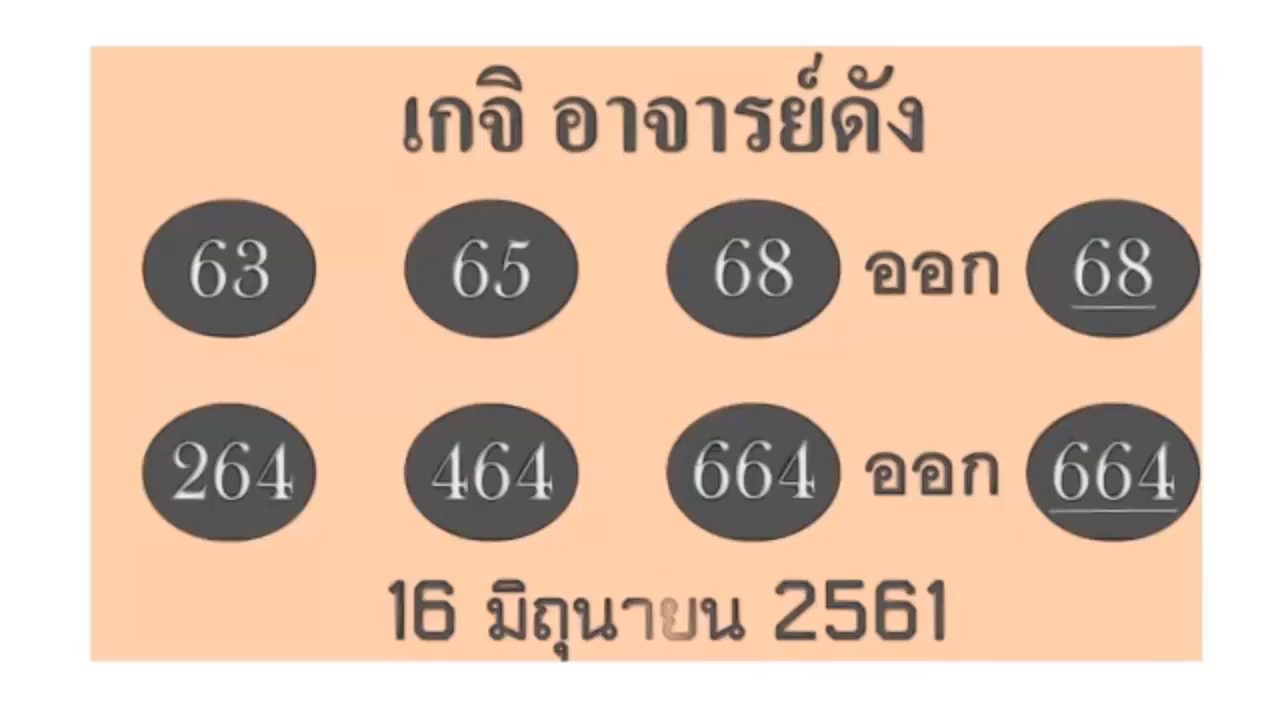 เกจิ อาจารย์ดัง
63 65 68 ออก 68
264 464 664 ออก 664
16 มิถุนายน 2561